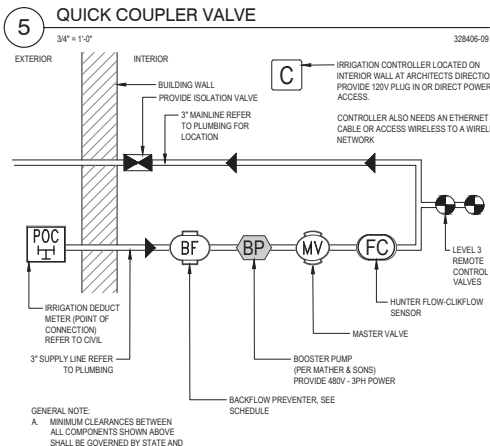 5
QUICK COUPLER VALVE
3/4" = 1'-0"
328406-09
EXTERIOR
INTERIOR
BUILDING WALL
PROVIDE ISOLATION VALVE
3" MAINLINE REFER
TO PLUMBING FOR
LOCATION
C
IRRIGATION CONTROLLER LOCATED ON
INTERIOR WALL AT ARCHITECTS
PROVIDE 120V PLUG IN OR DIRECT POWER
ACCESS.
CONTROLLER ALSO NEEDS AN ETHERNET
CABLE OR ACCESS WIRELESS TO A
NETWORK
POC
BF
BP
MV
FC
LEVEL 3
REMOTE
CONTROL
VALVES
HUNTER FLOW-CLIKFLOW
SENSOR
MASTER VALVE
BOOSTER PUMP
(PER MATHER & SONS)
PROVIDE 480V - 3PH POWER
BACKFLOW PREVENTER, SEE
SCHEDULE
IRRIGATION DEDUCT
METER (POINT OF
CONNECTION)
REFER TO CIVIL
3" SUPPLY LINE REFER
TO PLUMBING
GENERAL NOTE:
A. MINIMUM CLEARANCES BETWEEN
ALL COMPONENTS SHOWN ABOVE
SHALL BE GOVERNED BY STATE AND